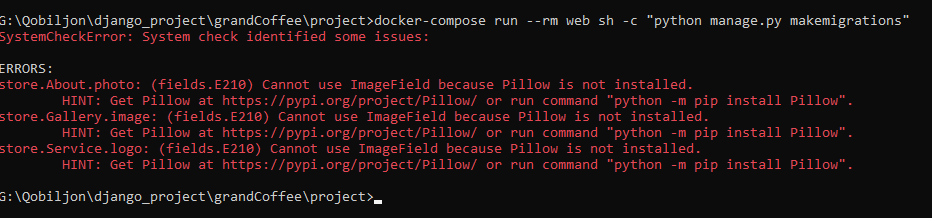 G:\Qobiljon\django_project\grandCoffee\project>docker-compose run --rm web sh -c "python manage.py makemigrations"
SystemCheckError: System check identified some issues:
ERRORS:
store.About.photo: (fields.E210) Cannot use ImageField because Pillow is not installed.
HINT: Get Pillow at https://pypi.org/project/Pillow/ or run command "python -m pip install Pillow".
store.Gallery.image: (fields.E210) Cannot use ImageField because Pillow is not installed.
HINT: Get Pillow at https://pypi.org/project/Pillow/ or run command "python -m pip install Pillow".
store.Service.logo: (fields.E210) Cannot use ImageField because Pillow is not installed.
HINT: Get Pillow at https://pypi.org/project/Pillow/ or run command "python -m pip install Pillow".
G:\Qobiljon\django_project\grandCoffee\project>